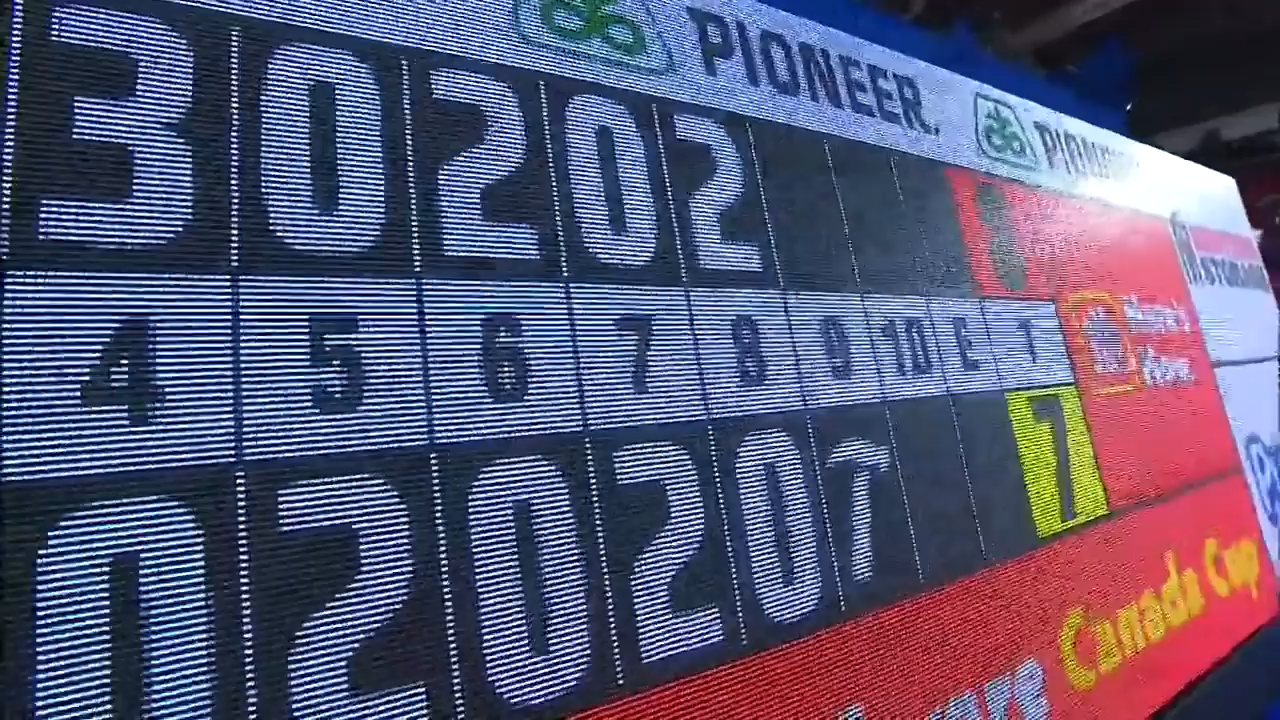 PIONEER. PIONEER
3 0 2 0 2
4 5 6 7 8 9 10 E T
0 2 0 2 0 T 7
Canada Cup